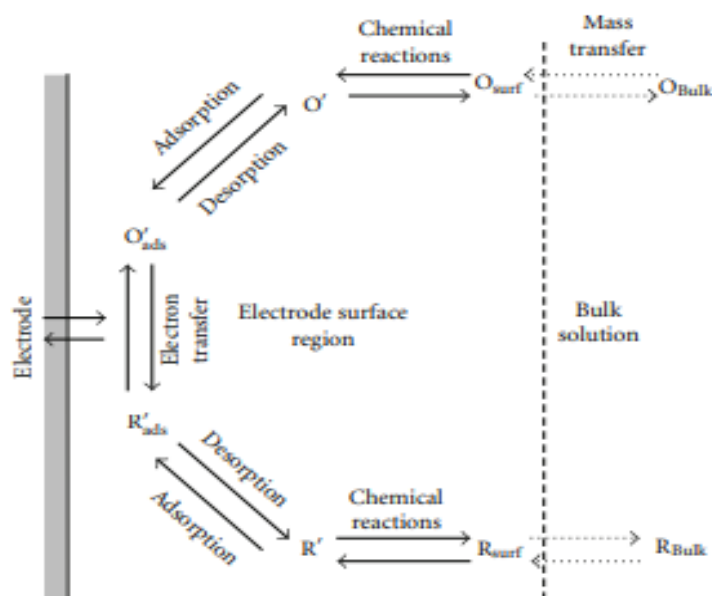 Chemical
reactions
Mass
transfer
O′
O_surf
O_Bulk
Adsorption
Desorption
O′_ads
Electrode
Electron
transfer
Electrode surface
region
Bulk
solution
R′_ads
Desorption
Adsorption
Chemical
reactions
R′
R_surf
R_Bulk